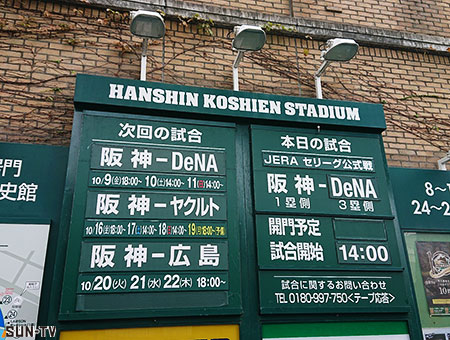 HANSHIN KOSHIEN STADIUM
次回の試合
阪神-DeNA
10/9(金)18:00~ 10(土)14:00~ 11(日)14:00~
阪神-ヤクルト
10/16(金)18:00~ 17(土)14:00~ 18(日)14:00~ 19(月)18:00~予備
阪神-広島
10/20(火) 21(水) 22(木) 18:00~
本日の試合
JERA セリーグ公式戦
阪神-DeNA
1塁側 3塁側
開門予定
試合開始 14:00
試合に関するお問い合わせ
TEL0180-997-750<テープ応答>
門
史館
8~
24~2
SUN-TV